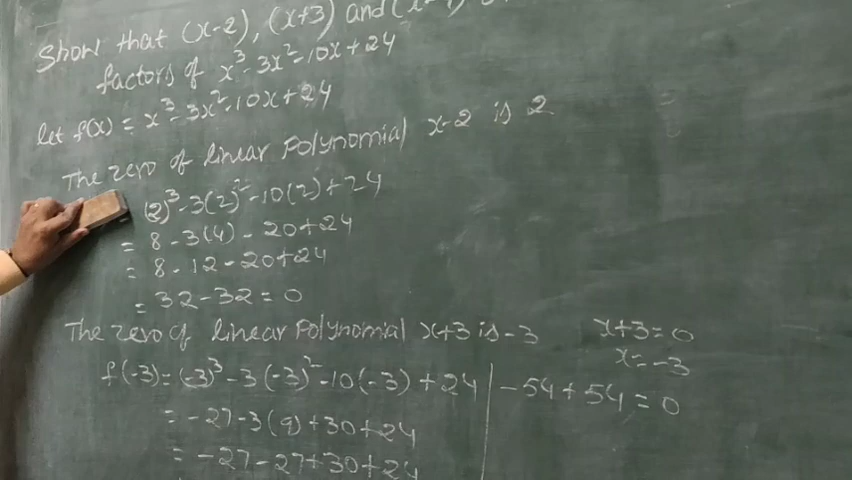 Show that (x-2), (x+3) and (x-4)
factors of x³-3x²-10x+24
let f(x) = x³-3x²-10x+24
The zero of linear Polynomial x-2 is 2
(2)³-3(2)²-10(2)+24
= 8-3(4)-20+24
= 8-12-20+24
= 32-32=0
The zero of linear Polynomial x+3 is -3
x+3=0
x=-3
f(-3)=(-3)³-3(-3)²-10(-3)+24
-54+54=0
= -27-3(9)+30+24
= -27-27+30+24